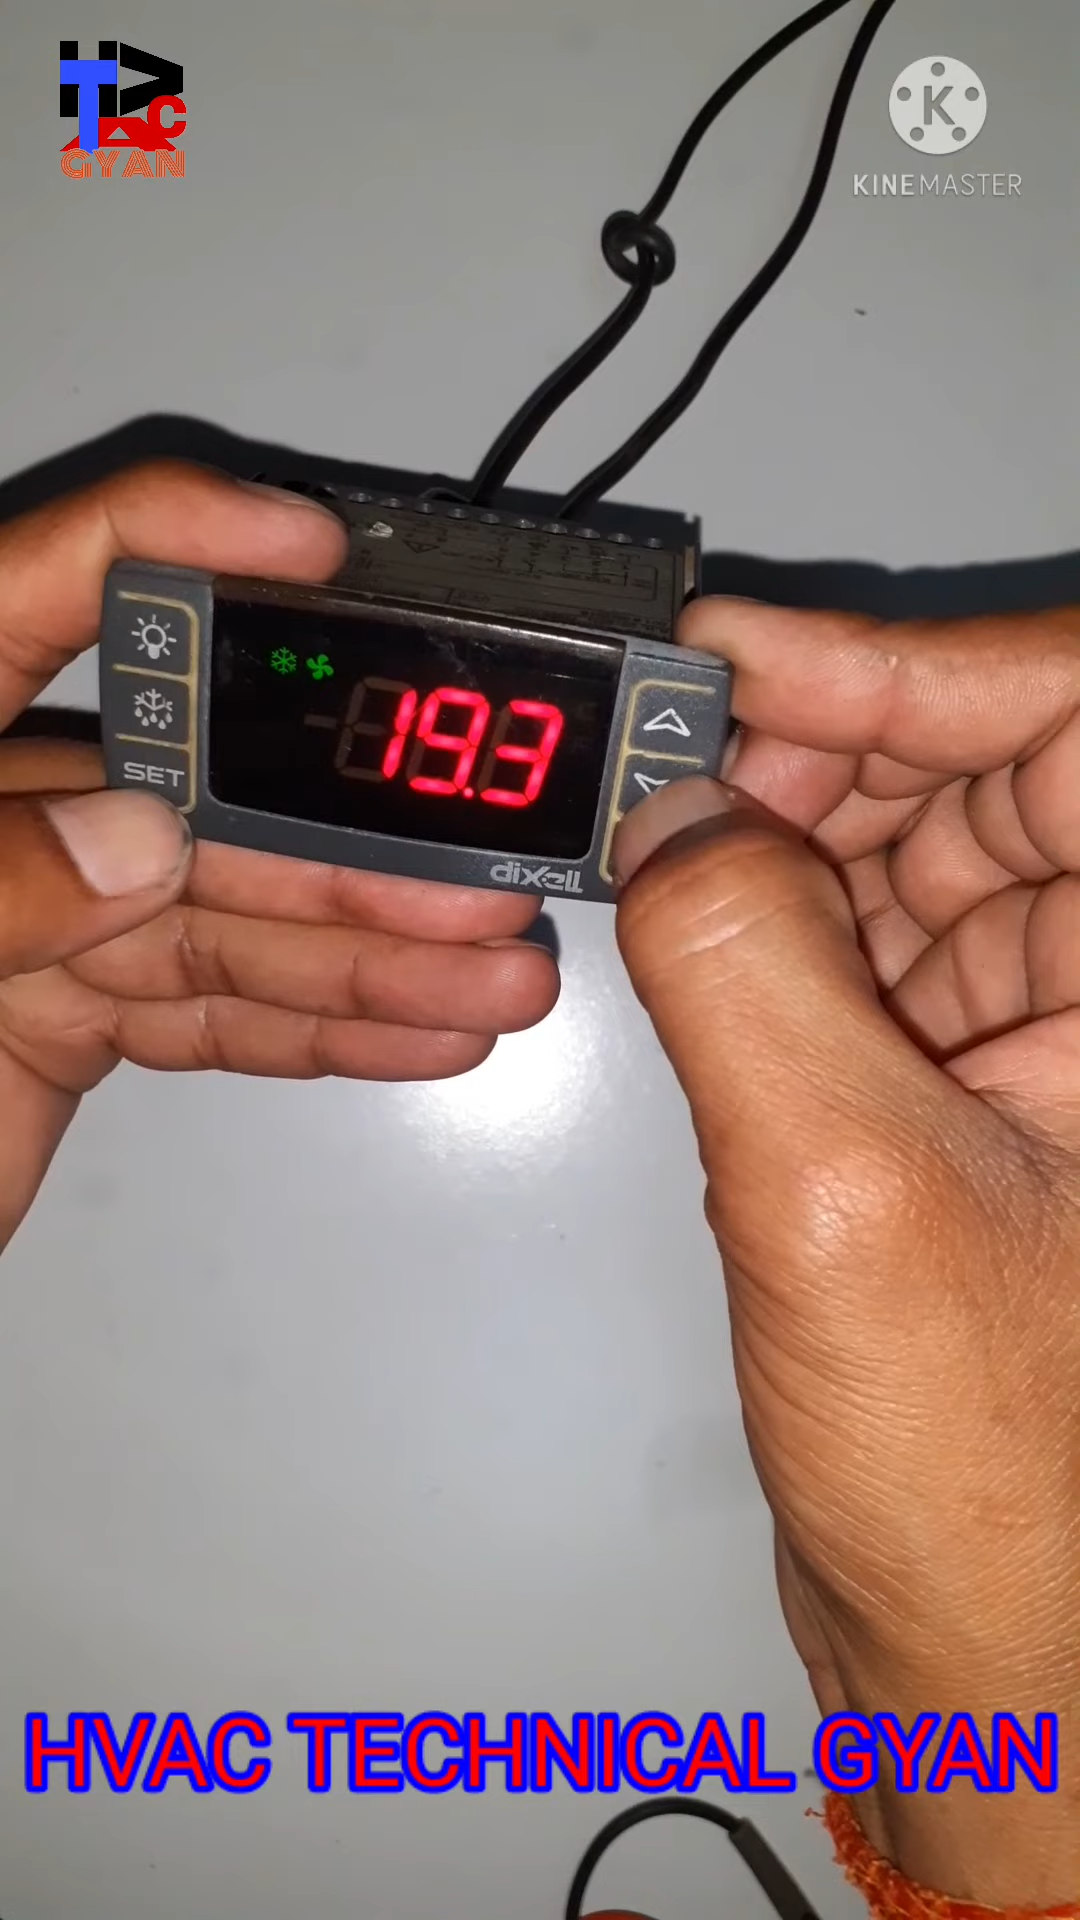 GYAN
K
KINEMASTER
19.3
SET
dixell
HVAC TECHNICAL GYAN